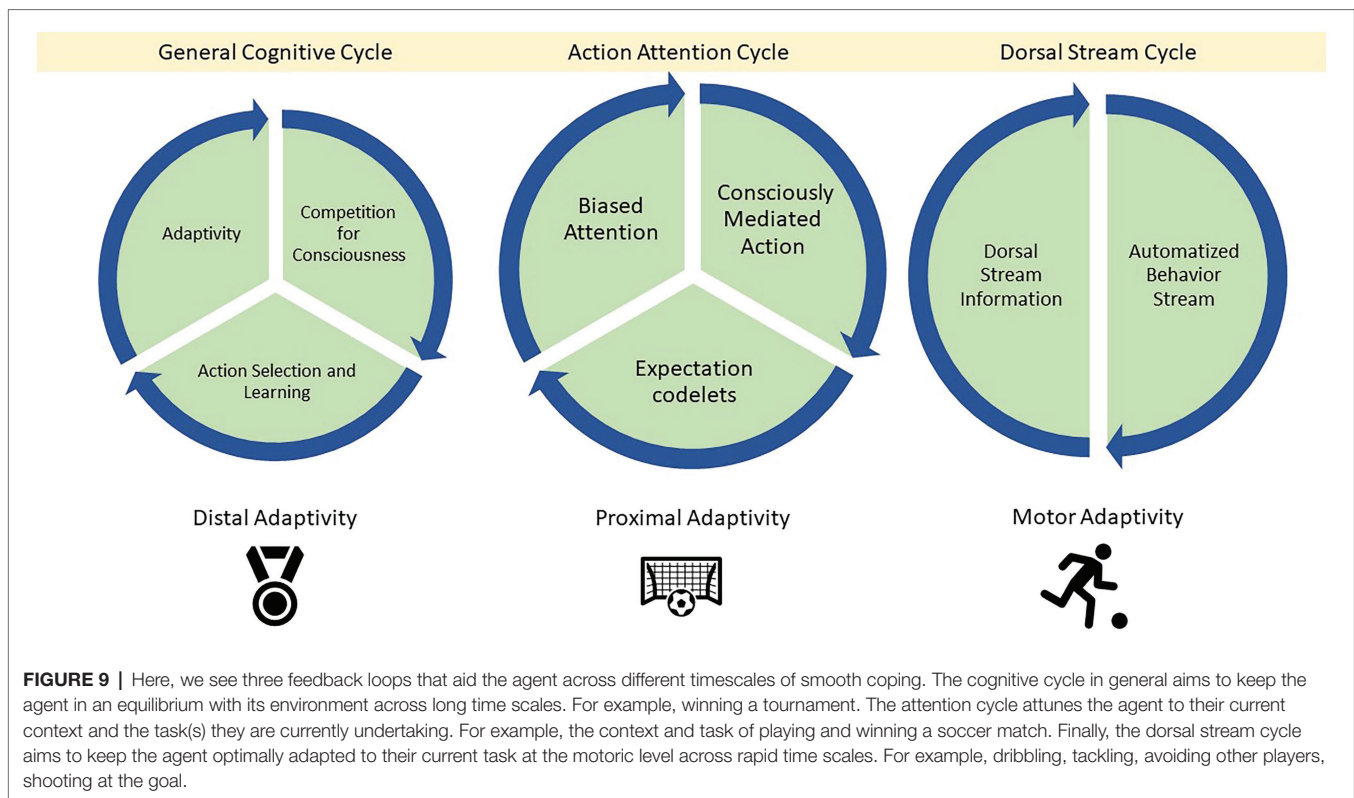 General Cognitive Cycle
Action Attention Cycle
Dorsal Stream Cycle
Adaptivity
Competition
for
Consciousness
Action Selection and
Learning
Biased
Attention
Consciously
Mediated
Action
Expectation
codelets
Dorsal
Stream
Information
Automatized
Behavior
Stream
Distal Adaptivity
Proximal Adaptivity
Motor Adaptivity
FIGURE 9 | Here, we see three feedback loops that aid the agent across different timescales of smooth coping. The cognitive cycle in general aims to keep the
agent in an equilibrium with its environment across long time scales. For example, winning a tournament. The attention cycle attunes the agent to their current
context and the task(s) they are currently undertaking. For example, the context and task of playing and winning a soccer match. Finally, the dorsal stream cycle
aims to keep the agent optimally adapted to their current task at the motoric level across rapid time scales. For example, dribbling, tackling, avoiding other players,
shooting at the goal.